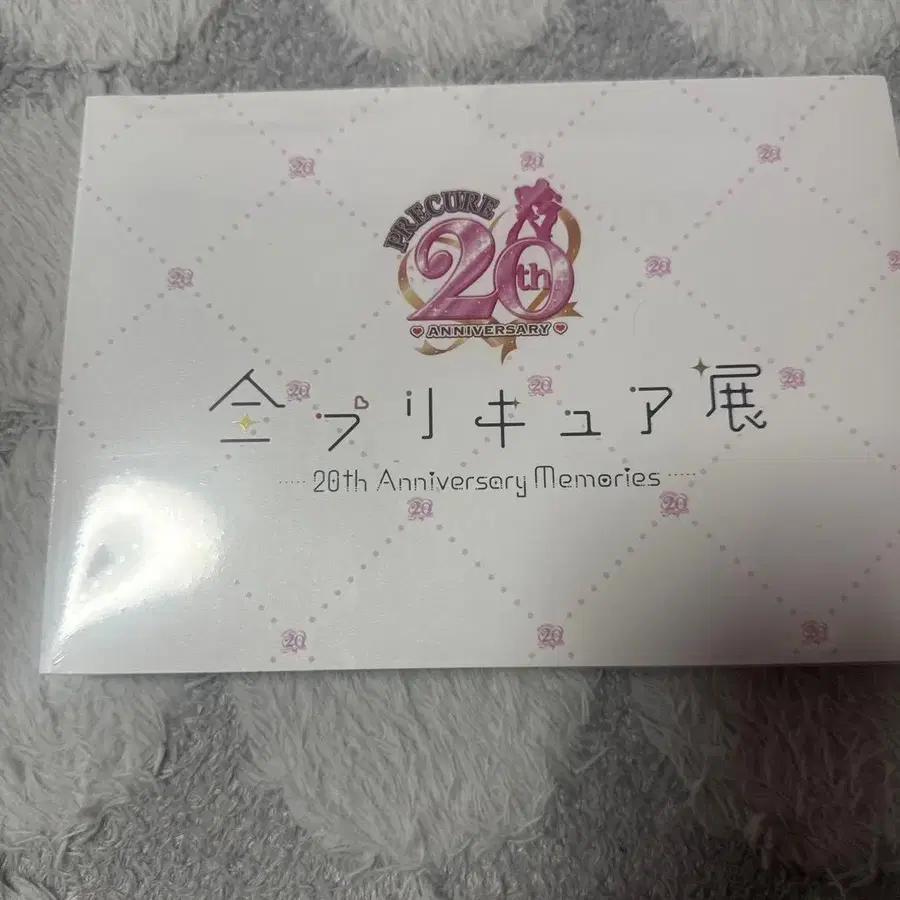 PRECURE
20th
ANNIVERSARY
全プリキュア展
20th Anniversary Memories